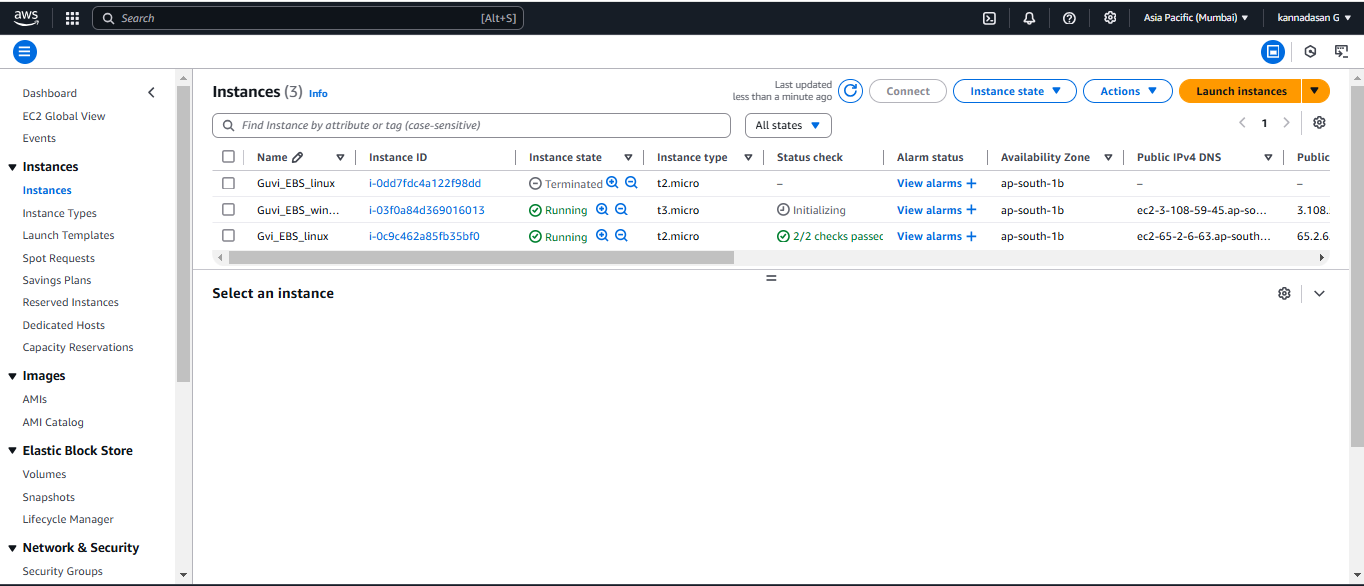 aws
Search [Alt+S]
Asia Pacific (Mumbai) kannadasan G
Dashboard
EC2 Global View
Events
Instances
Instances
Instance Types
Launch Templates
Spot Requests
Savings Plans
Reserved Instances
Dedicated Hosts
Capacity Reservations
Images
AMIs
AMI Catalog
Elastic Block Store
Volumes
Snapshots
Lifecycle Manager
Network & Security
Security Groups
Instances (3) Info
Last updated
less than a minute ago
Connect
Instance state
Actions
Launch instances
Find Instance by attribute or tag (case-sensitive)
All states
1
Name Instance ID Instance state Instance type Status check Alarm status Availability Zone Public IPv4 DNS Public
Guvi_EBS_linux i-0dd7fdc4a122f98dd Terminated t2.micro – View alarms + ap-south-1b – –
Guvi_EBS_win... i-03f0a84d369016013 Running t3.micro Initializing View alarms + ap-south-1b ec2-3-108-59-45.ap-so... 3.108.
Gvi_EBS_linux i-0c9c462a85fb35bf0 Running t2.micro 2/2 checks passed View alarms + ap-south-1b ec2-65-2-6-63.ap-south... 65.2.6.
Select an instance